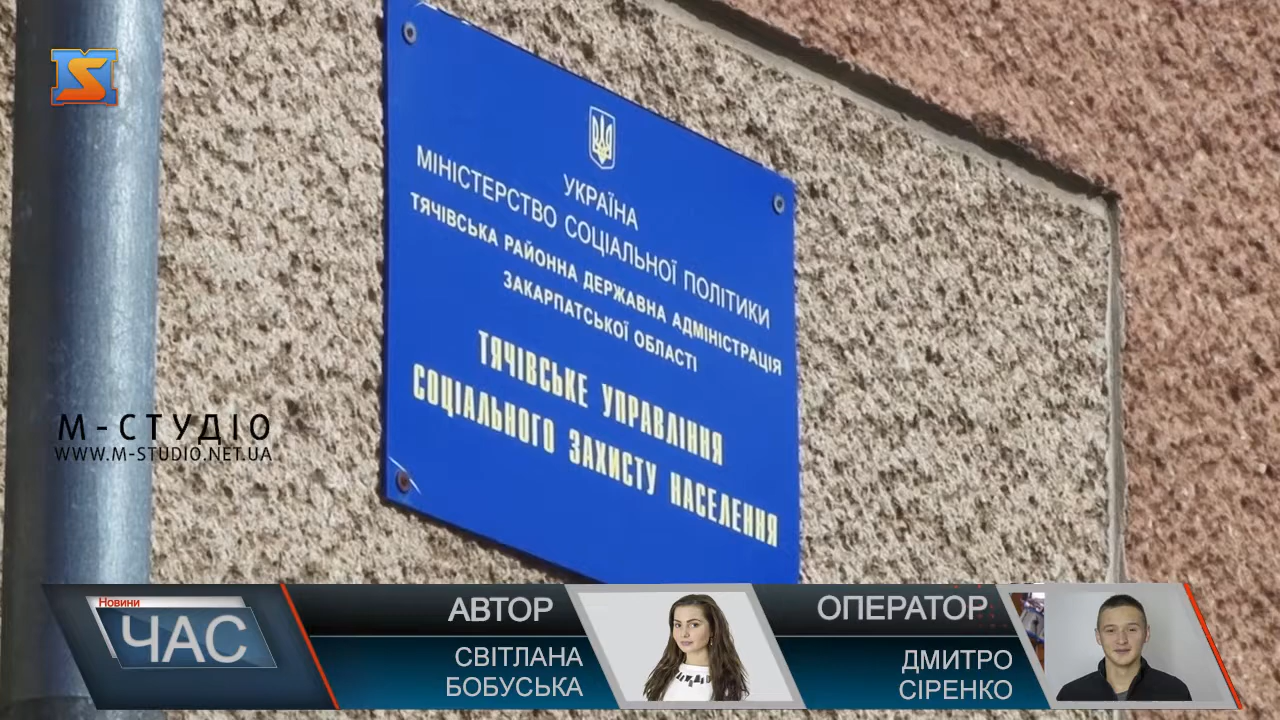 УКРАЇНА
МІНІСТЕРСТВО СОЦІАЛЬНОЇ ПОЛІТИКИ
ТЯЧІВСЬКА РАЙОННА ДЕРЖАВНА АДМІНІСТРАЦІЯ
ЗАКАРПАТСЬКОЇ ОБЛАСТІ
ТЯЧІВСЬКЕ УПРАВЛІННЯ
СОЦІАЛЬНОГО ЗАХИСТУ НАСЕЛЕННЯ
М-СТУДІО
WWW.M-STUDIO.NET.UA
Новини
ЧАС
АВТОР
СВІТЛАНА
БОБУСЬКА
ОПЕРАТОР
ДМИТРО
СІРЕНКО